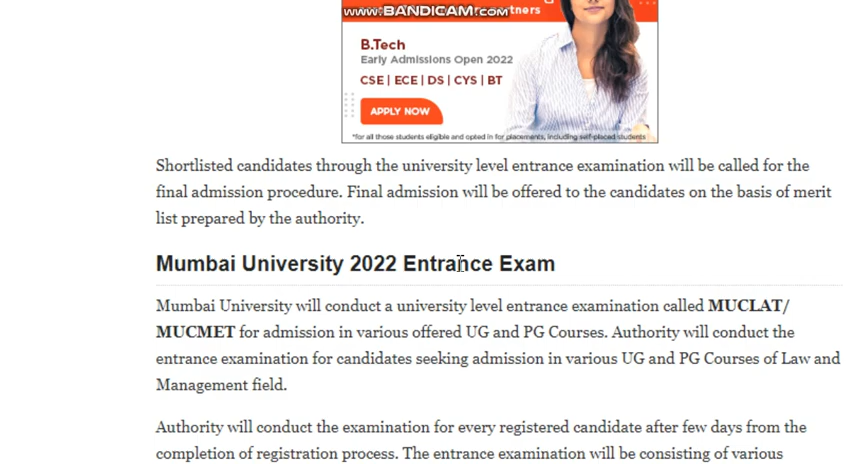 www.BANDICAM.com
B.Tech
Early Admissions Open 2022
CSE | ECE | DS | CYS | BT
APPLY NOW
*for all those students eligible and opted in for placements, including self-placed students
Shortlisted candidates through the university level entrance examination will be called for the
final admission procedure. Final admission will be offered to the candidates on the basis of merit
list prepared by the authority.
Mumbai University 2022 Entrance Exam
Mumbai University will conduct a university level entrance examination called MUCLAT/
MUCMET for admission in various offered UG and PG Courses. Authority will conduct the
entrance examination for candidates seeking admission in various UG and PG Courses of Law and
Management field.
Authority will conduct the examination for every registered candidate after few days from the
completion of registration process. The entrance examination will be consisting of various